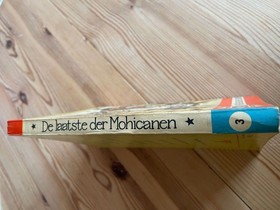 ★ De laatste der Mohicanen ★
3